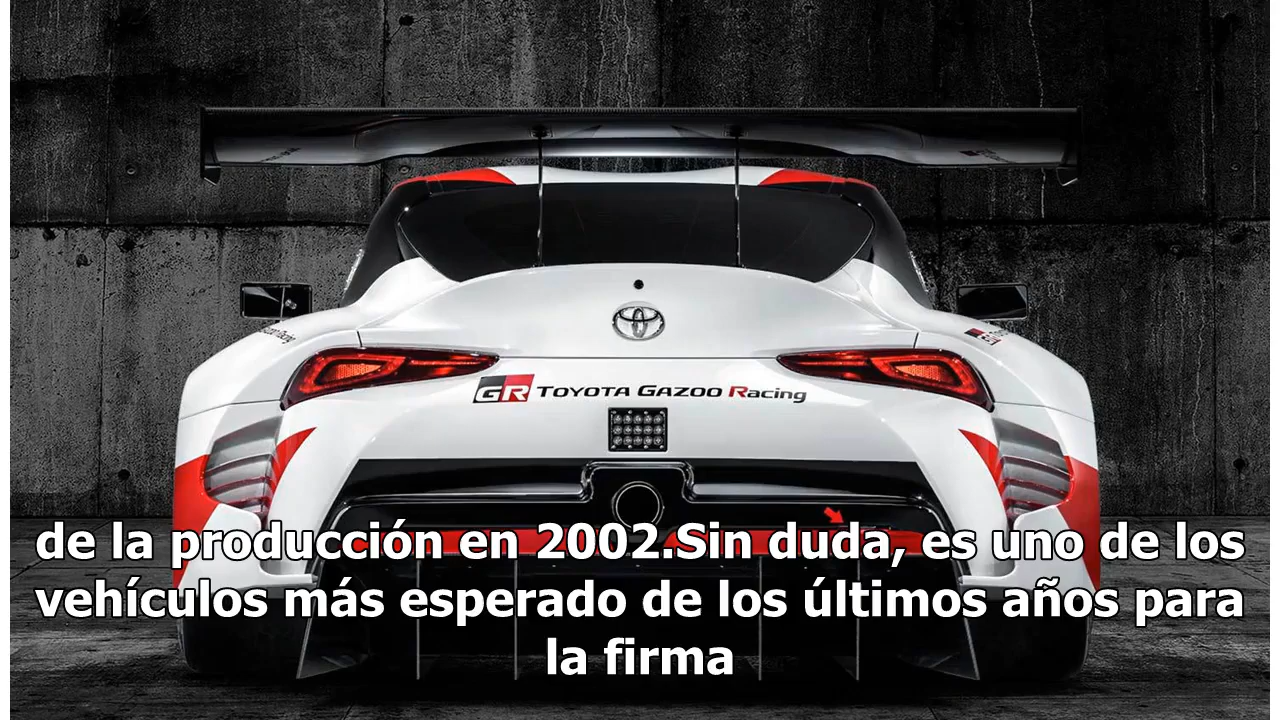 GR TOYOTA GAZOO Racing
de la producción en 2002.Sin duda, es uno de los
vehículos más esperado de los últimos años para
la firma